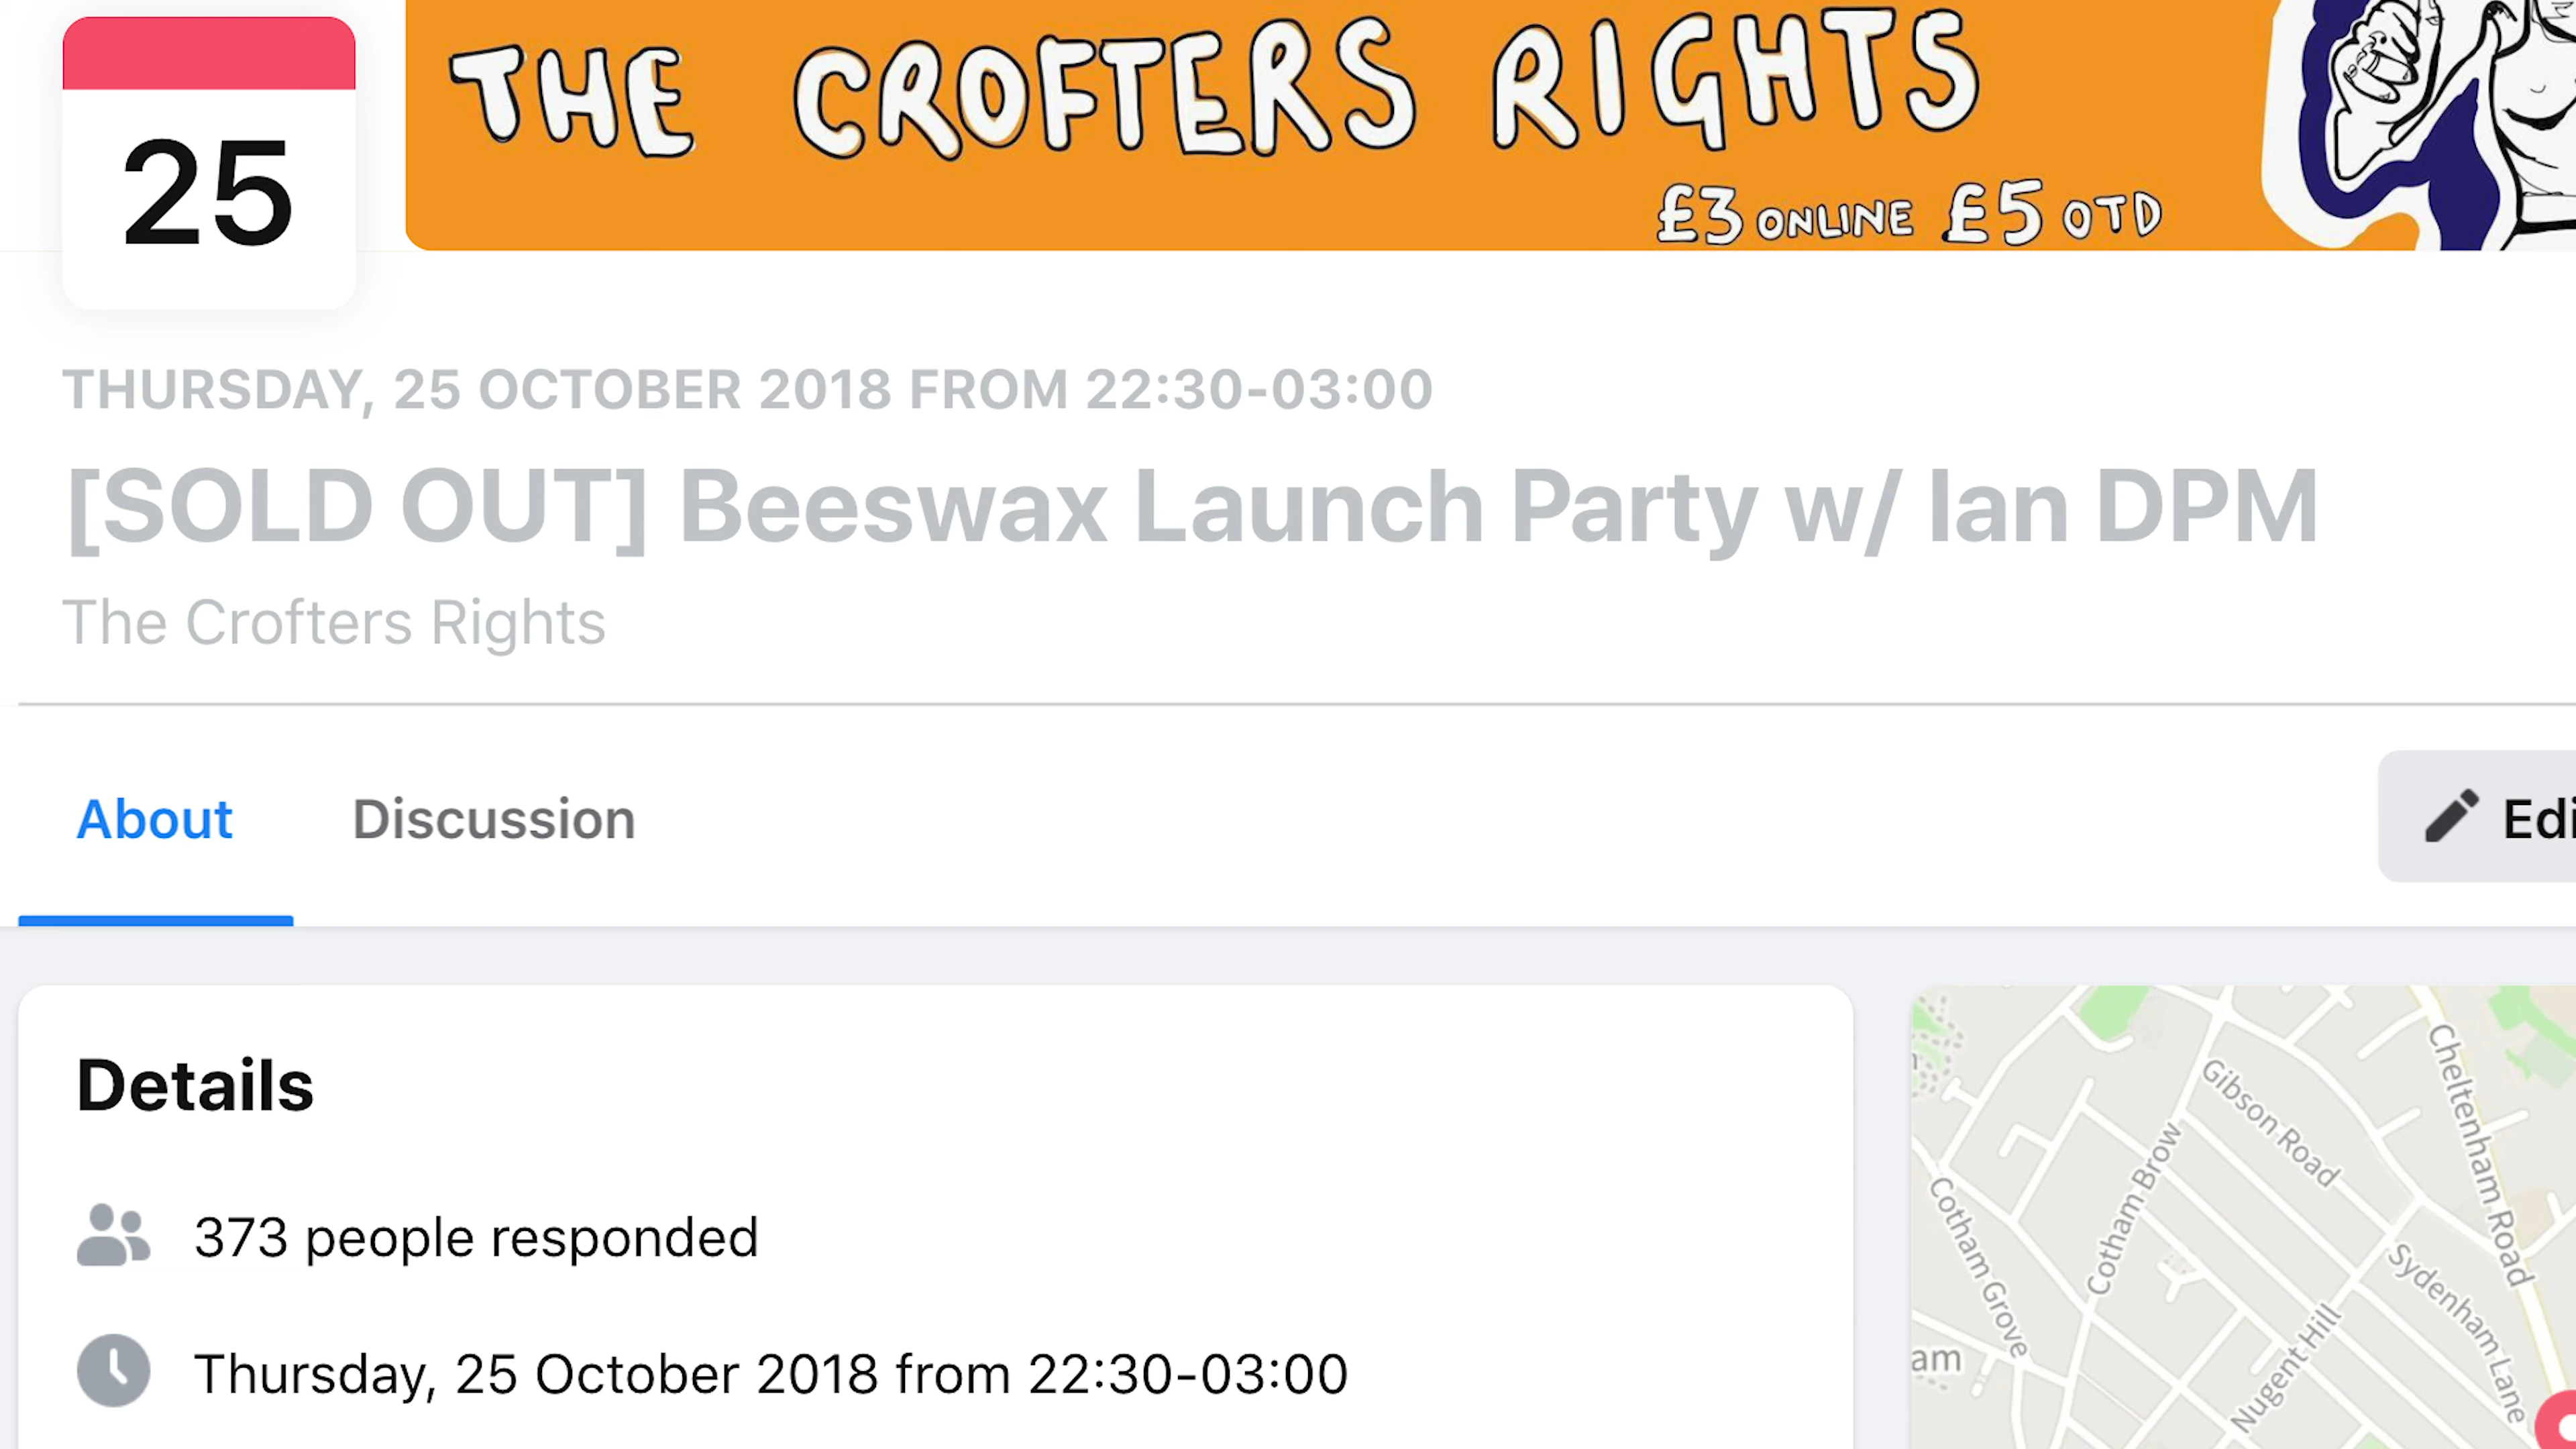 THE CROFTERS RIGHTS
£3 ONLINE £5 OTD
25
THURSDAY, 25 OCTOBER 2018 FROM 22:30-03:00
[SOLD OUT] Beeswax Launch Party w/ Ian DPM
The Crofters Rights
About
Discussion
Edi
Details
373 people responded
Thursday, 25 October 2018 from 22:30-03:00
Gibson Road
Cheltenham Road
Cotham Brow
Cotham Grove
Sydenham Lane
Nugent Hill
am